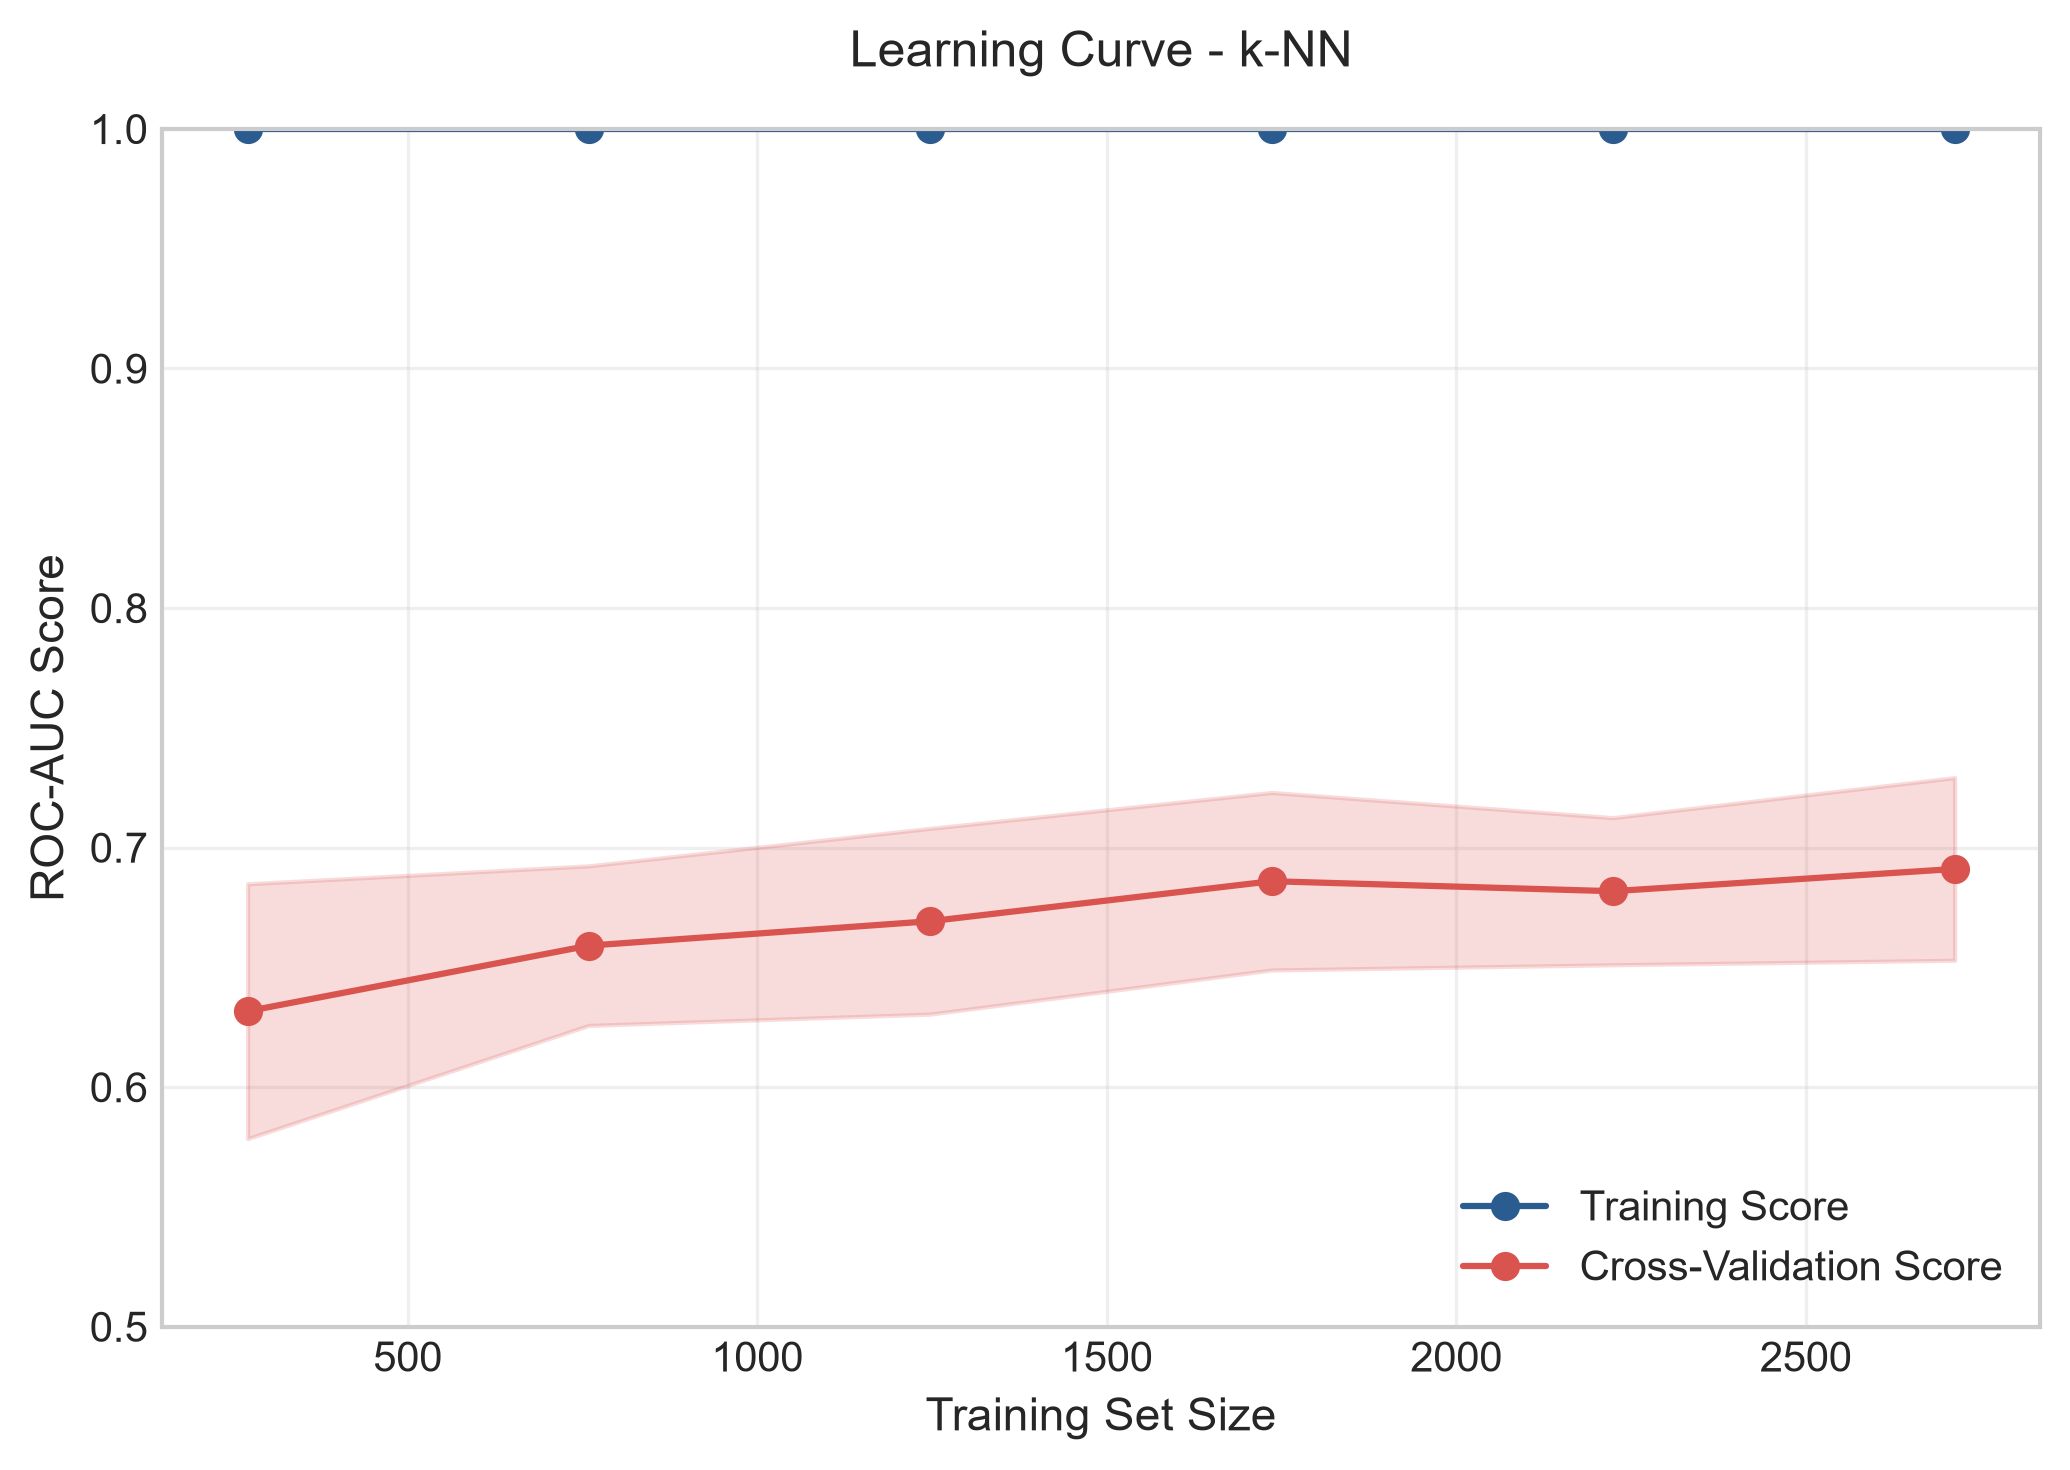 Learning Curve - k-NN
1.0
0.9
0.8
0.7
0.6
0.5
ROC-AUC Score
500 1000 1500 2000 2500
Training Set Size
Training Score
Cross-Validation Score